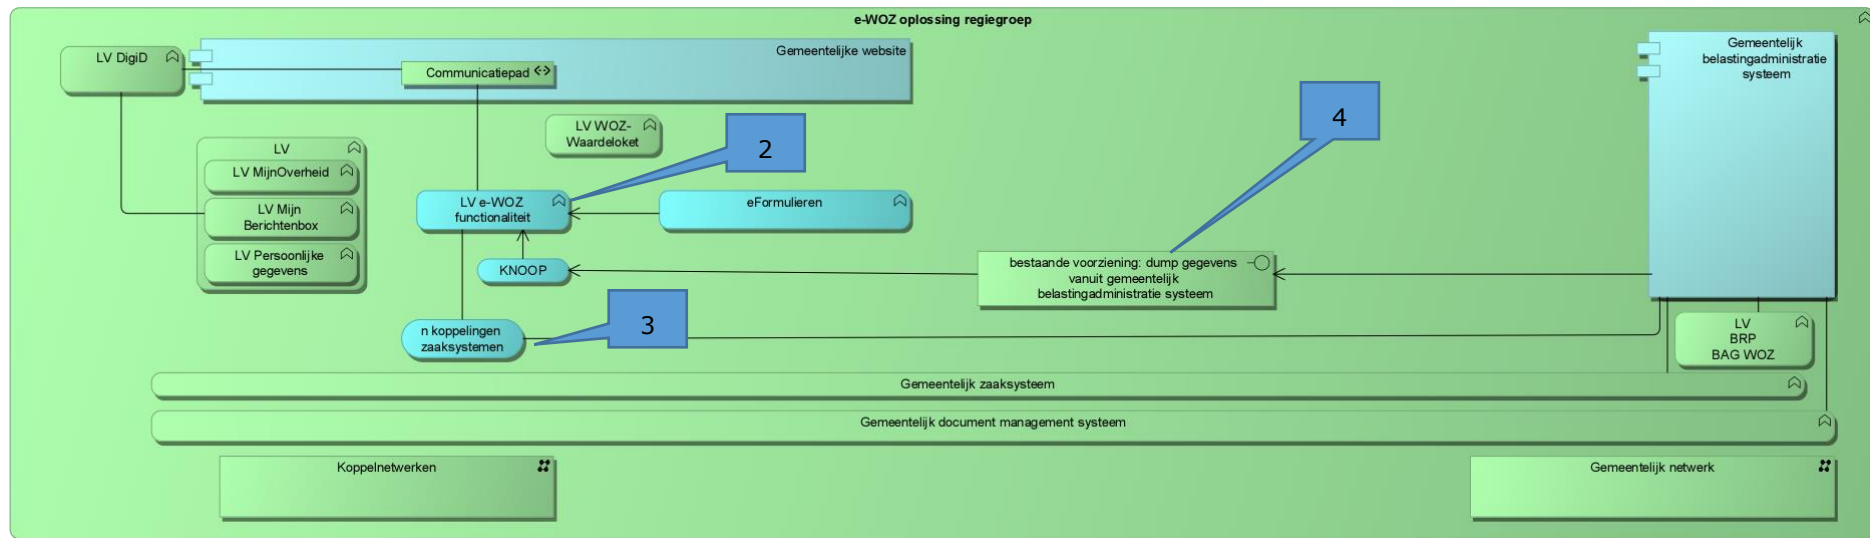 e-WOZ oplossing regiegroep
LV DigiD
Gemeentelijke website
Communicatiepad
Gemeentelijk
belastingadministratie
systeem
LV WOZ-
Waardeloket
2
4
LV
LV MijnOverheid
LV Mijn
Berichtenbox
LV Persoonlijke
gegevens
LV e-WOZ
functionaliteit
eFormulieren
KNOOP
bestaande voorziening: dump gegevens
vanuit gemeentelijk
belastingadministratie systeem
n koppelingen
zaaksystemen
3
LV
BRP
BAG WOZ
Gemeentelijk zaaksysteem
Gemeentelijk document management systeem
Koppelnetwerken
Gemeentelijk netwerk